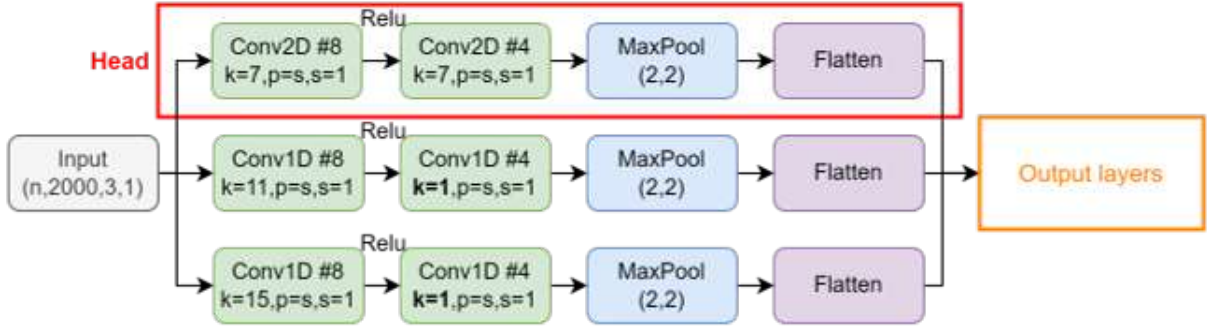 Head
Relu
Conv2D #8
k=7,p=s,s=1
Conv2D #4
k=7,p=s,s=1
MaxPool
(2,2)
Flatten
Input
(n,2000,3,1)
Relu
Conv1D #8
k=11,p=s,s=1
Conv1D #4
k=1,p=s,s=1
MaxPool
(2,2)
Flatten
Output layers
Relu
Conv1D #8
k=15,p=s,s=1
Conv1D #4
k=1,p=s,s=1
MaxPool
(2,2)
Flatten